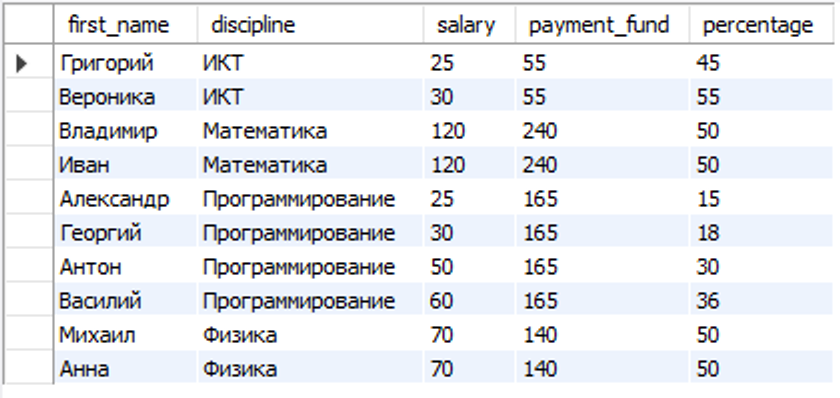 first_name discipline salary payment_fund percentage
Григорий ИКТ 25 55 45
Вероника ИКТ 30 55 55
Владимир Математика 120 240 50
Иван Математика 120 240 50
Александр Программирование 25 165 15
Георгий Программирование 30 165 18
Антон Программирование 50 165 30
Василий Программирование 60 165 36
Михаил Физика 70 140 50
Анна Физика 70 140 50